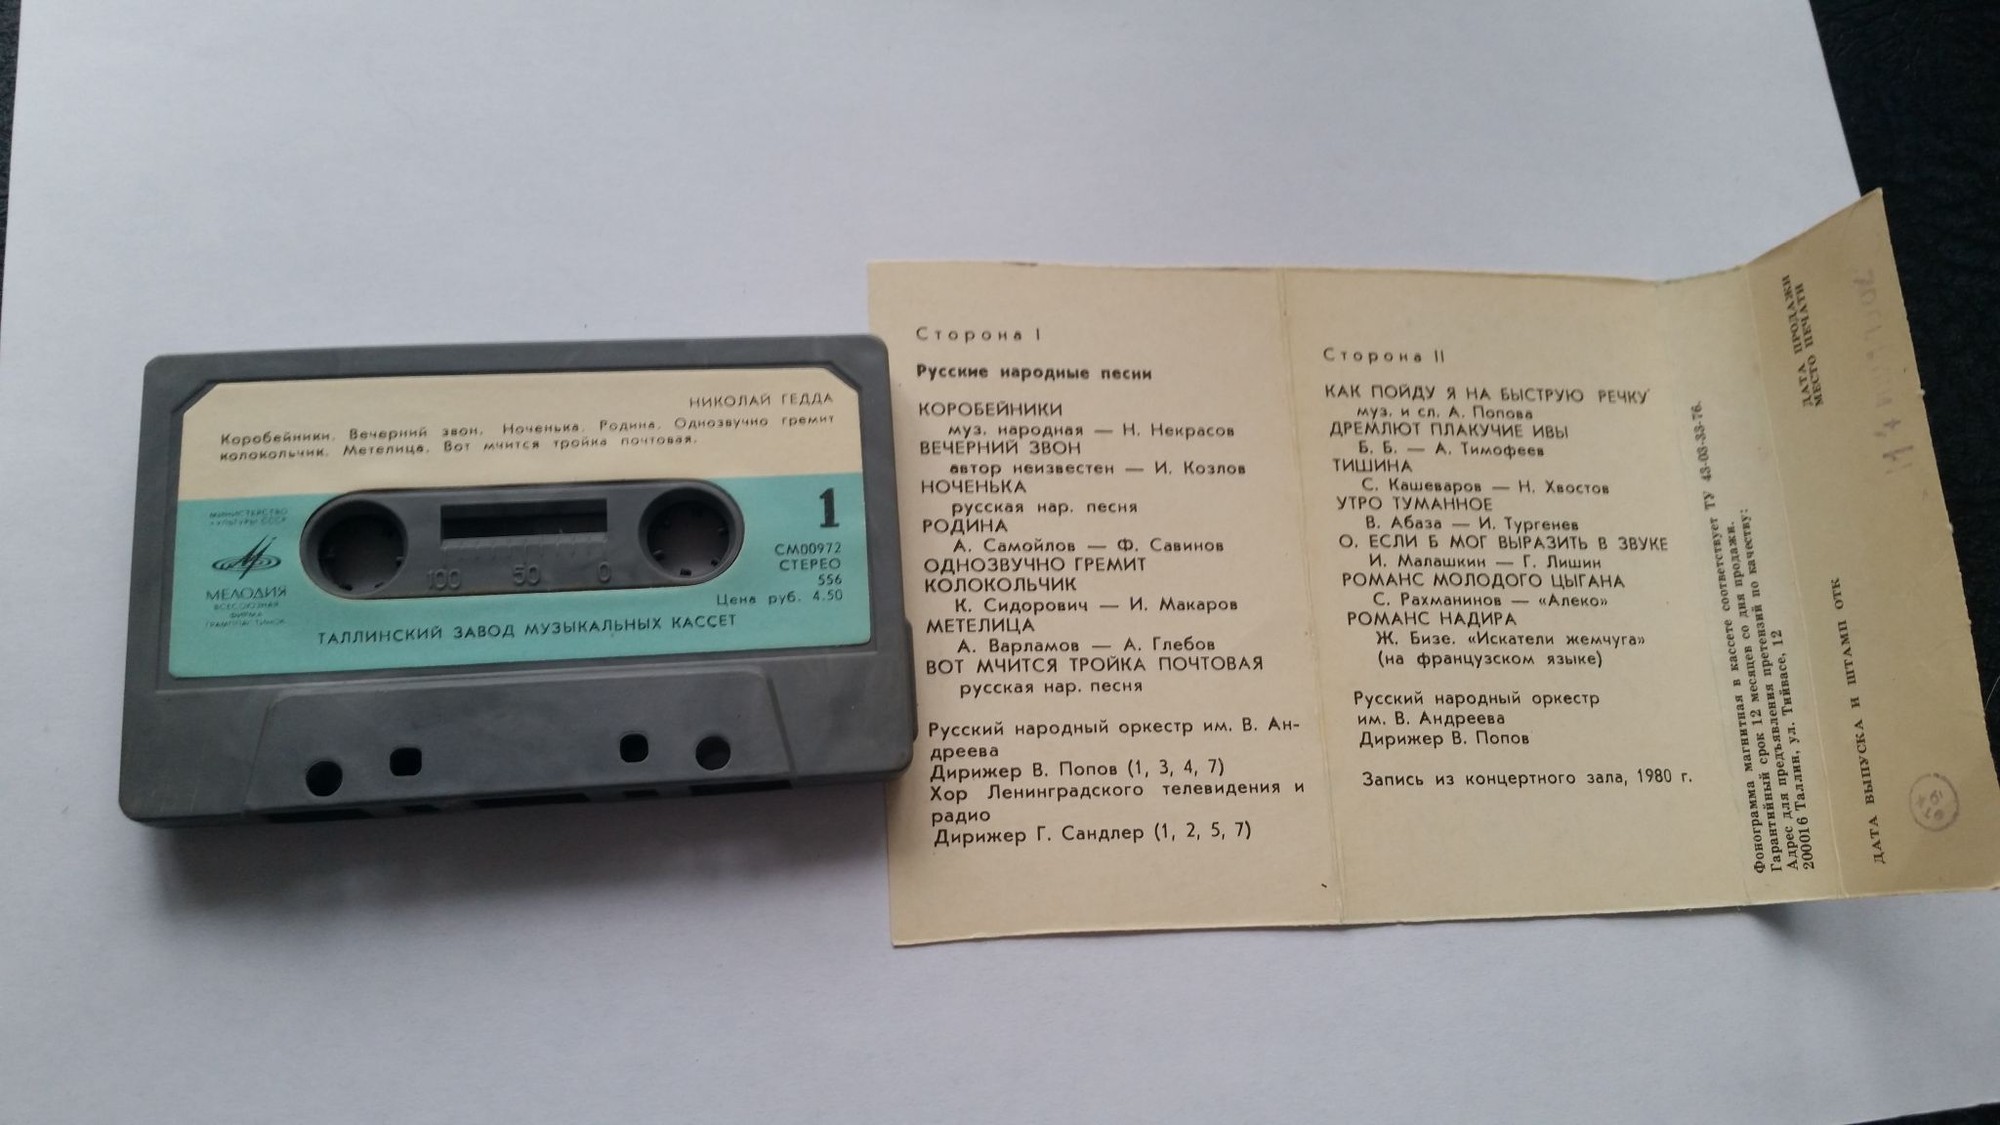 НИКОЛАЙ ГЕДДА
Коробейники. Вечерний звон. Ноченька. Родина. Однозвучно гремит
колокольчик. Метелица. Вот мчится тройка почтовая.
МИНИСТЕРСТВО
КУЛЬТУРЫ СССР
МЕЛОДИЯ
ВСЕСОЮЗНАЯ
ФИРМА
ГРАМПЛАСТИНОК
1
СМ00972
СТЕРЕО
556
Цена руб. 4.50
100 50 0
ТАЛЛИНСКИЙ ЗАВОД МУЗЫКАЛЬНЫХ КАССЕТ
Сторона I
Русские народные песни
КОРОБЕЙНИКИ
муз. народная — Н. Некрасов
ВЕЧЕРНИЙ ЗВОН
автор неизвестен — И. Козлов
НОЧЕНЬКА
русская нар. песня
РОДИНА
А. Самойлов — Ф. Савинов
ОДНОЗВУЧНО ГРЕМИТ
КОЛОКОЛЬЧИК
К. Сидорович — И. Макаров
МЕТЕЛИЦА
А. Варламов — А. Глебов
ВОТ МЧИТСЯ ТРОЙКА ПОЧТОВАЯ
русская нар. песня
Русский народный оркестр им. В. Ан-
дреева
Дирижер В. Попов (1, 3, 4, 7)
Хор Ленинградского телевидения и
радио
Дирижер Г. Сандлер (1, 2, 5, 7)
Сторона II
КАК ПОЙДУ Я НА БЫСТРУЮ РЕЧКУ
муз. и сл. А. Попова
ДРЕМЛЮТ ПЛАКУЧИЕ ИВЫ
Б. Б. — А. Тимофеев
ТИШИНА
С. Кашеваров — Н. Хвостов
УТРО ТУМАННОЕ
В. Абаза — И. Тургенев
О, ЕСЛИ Б МОГ ВЫРАЗИТЬ В ЗВУКЕ
И. Малашкин — Г. Лишин
РОМАНС МОЛОДОГО ЦЫГАНА
С. Рахманинов — «Алеко»
РОМАНС НАДИРА
Ж. Бизе. «Искатели жемчуга»
(на французском языке)
Русский народный оркестр
им. В. Андреева
Дирижер В. Попов
Запись из концертного зала, 1980 г.
Фонограмма магнитная в кассете соответствует ТУ 43-03-33-76.
Гарантийный срок 12 месяцев со дня продажи.
Адрес для предъявления претензий по качеству:
200016 Таллин, ул. Тийвасе, 12
ДАТА ПРОДАЖИ
МЕСТО ПЕЧАТИ
ДАТА ВЫПУСКА И ШТАМП ОТК